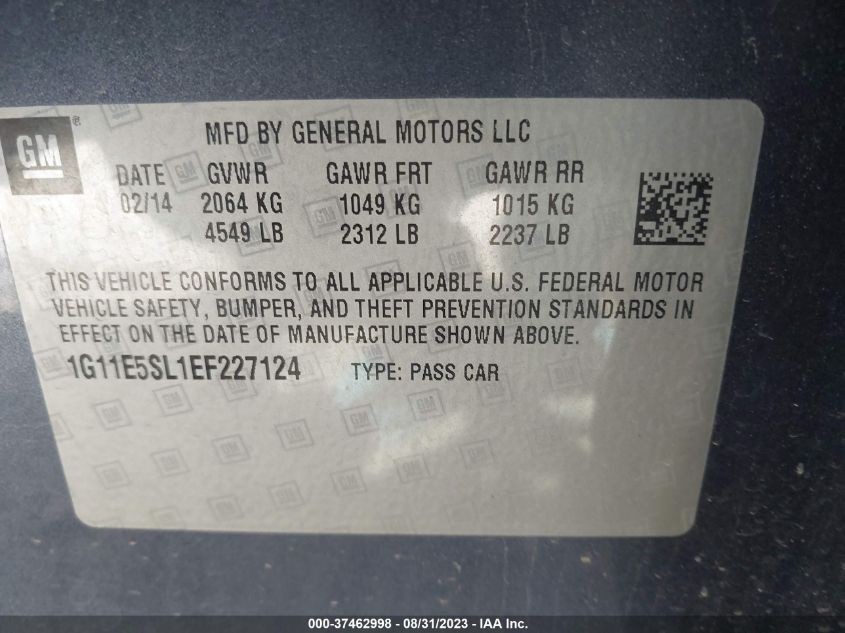 GM®
MFD BY GENERAL MOTORS LLC
DATE GVWR GAWR FRT GAWR RR
02/14 2064 KG 1049 KG 1015 KG
4549 LB 2312 LB 2237 LB
THIS VEHICLE CONFORMS TO ALL APPLICABLE U.S. FEDERAL MOTOR
VEHICLE SAFETY, BUMPER, AND THEFT PREVENTION STANDARDS IN
EFFECT ON THE DATE OF MANUFACTURE SHOWN ABOVE.
1G11E5SL1EF227124 TYPE: PASS CAR
000-37462998 - 08/31/2023 - IAA Inc.